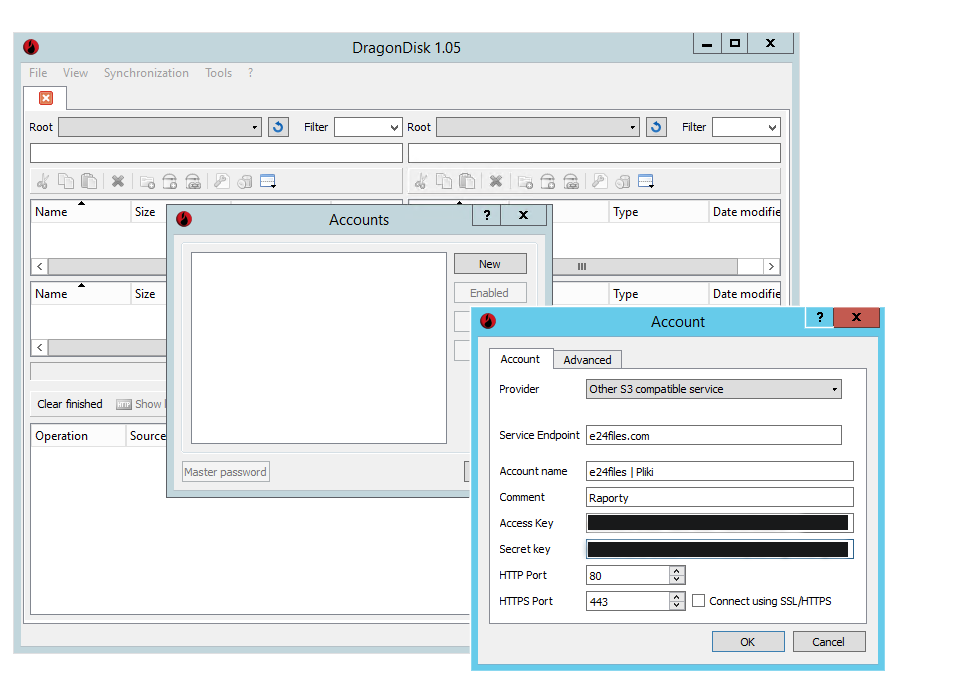 DragonDisk 1.05
File View Synchronization Tools ?
Root Filter Root Filter
Name Size Type Date modifie
Name Size Type Date modifie
Clear finished Show
Operation Source
Accounts ?
New
Enabled
Master password
Account ?
Account Advanced
Provider Other S3 compatible service
Service Endpoint e24files.com
Account name e24files | Pliki
Comment Raporty
Access Key
Secret key
HTTP Port 80
HTTPS Port 443 Connect using SSL/HTTPS
OK Cancel